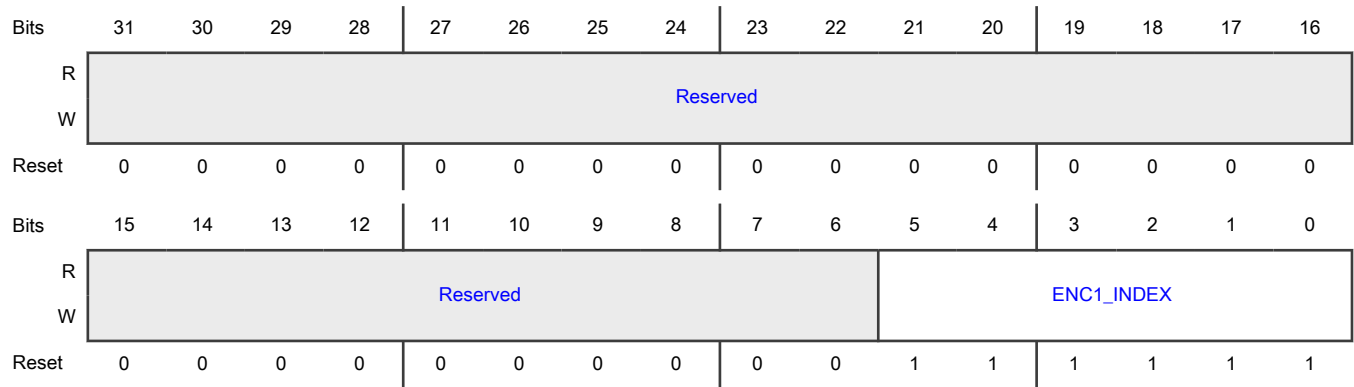 Bits 31 30 29 28 27 26 25 24 23 22 21 20 19 18 17 16
R
Reserved
W
Reset 0 0 0 0 0 0 0 0 0 0 0 0 0 0 0 0
Bits 15 14 13 12 11 10 9 8 7 6 5 4 3 2 1 0
R
Reserved ENC1_INDEX
W
Reset 0 0 0 0 0 0 0 0 0 0 1 1 1 1 1 1